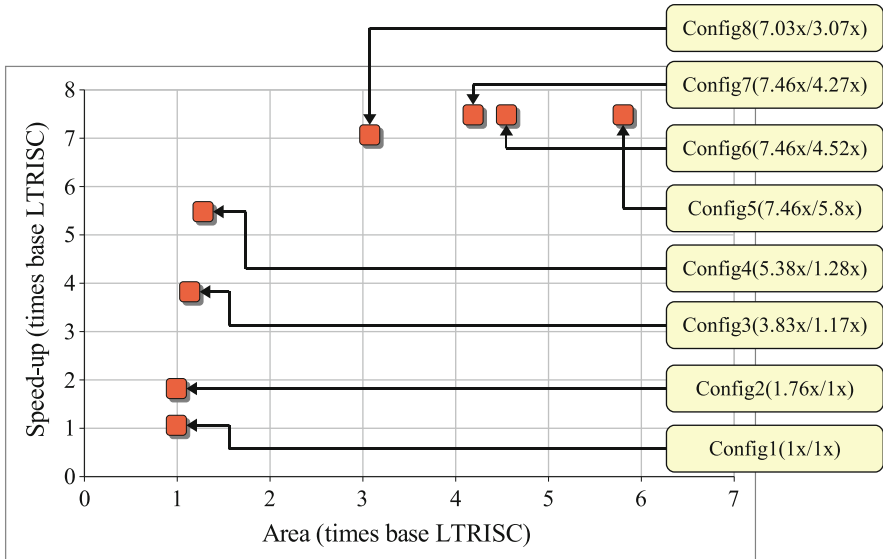 Config8(7.03x/3.07x)
Config7(7.46x/4.27x)
Config6(7.46x/4.52x)
Config5(7.46x/5.8x)
Config4(5.38x/1.28x)
Config3(3.83x/1.17x)
Config2(1.76x/1x)
Config1(1x/1x)
Speed-up (times base LTRISC)
8
7
6
5
4
3
2
1
0
0 1 2 3 4 5 6 7
Area (times base LTRISC)